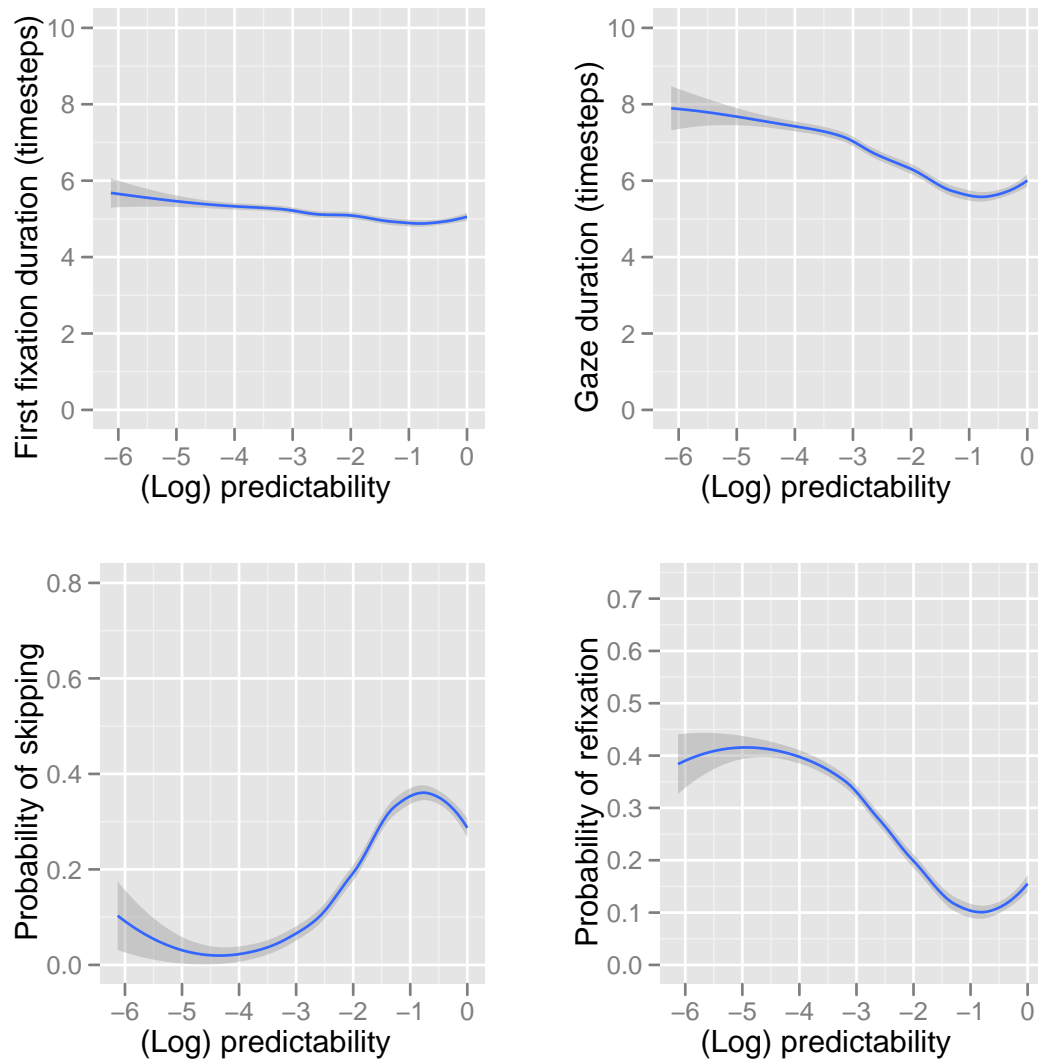 First fixation duration (timesteps)
10
8
6
4
2
0
−6 −5 −4 −3 −2 −1 0
(Log) predictability
Gaze duration (timesteps)
10
8
6
4
2
0
−6 −5 −4 −3 −2 −1 0
(Log) predictability
Probability of skipping
0.8
0.6
0.4
0.2
0.0
−6 −5 −4 −3 −2 −1 0
(Log) predictability
Probability of refixation
0.7
0.6
0.5
0.4
0.3
0.2
0.1
0.0
−6 −5 −4 −3 −2 −1 0
(Log) predictability